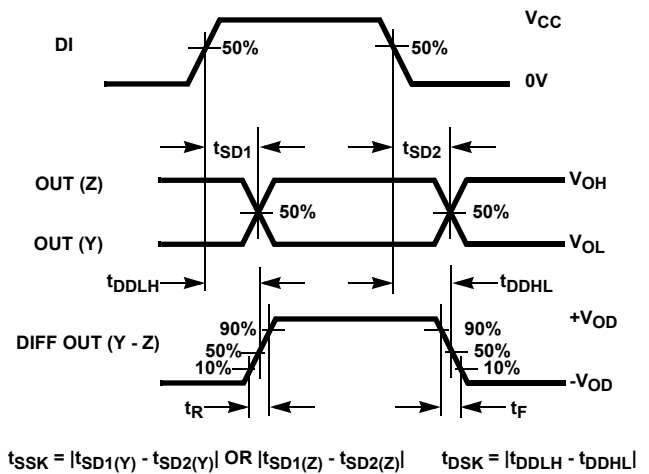 DI
50%
50%
VCC
0V
tSD1
tSD2
OUT (Z)
VOH
50%
50%
OUT (Y)
VOL
tDDLH
tDDHL
DIFF OUT (Y - Z)
90%
50%
10%
90%
50%
10%
+VOD
-VOD
tR
tF
tSSK = |tSD1(Y) - tSD2(Y)| OR |tSD1(Z) - tSD2(Z)|
tDSK = |tDDLH - tDDHL|